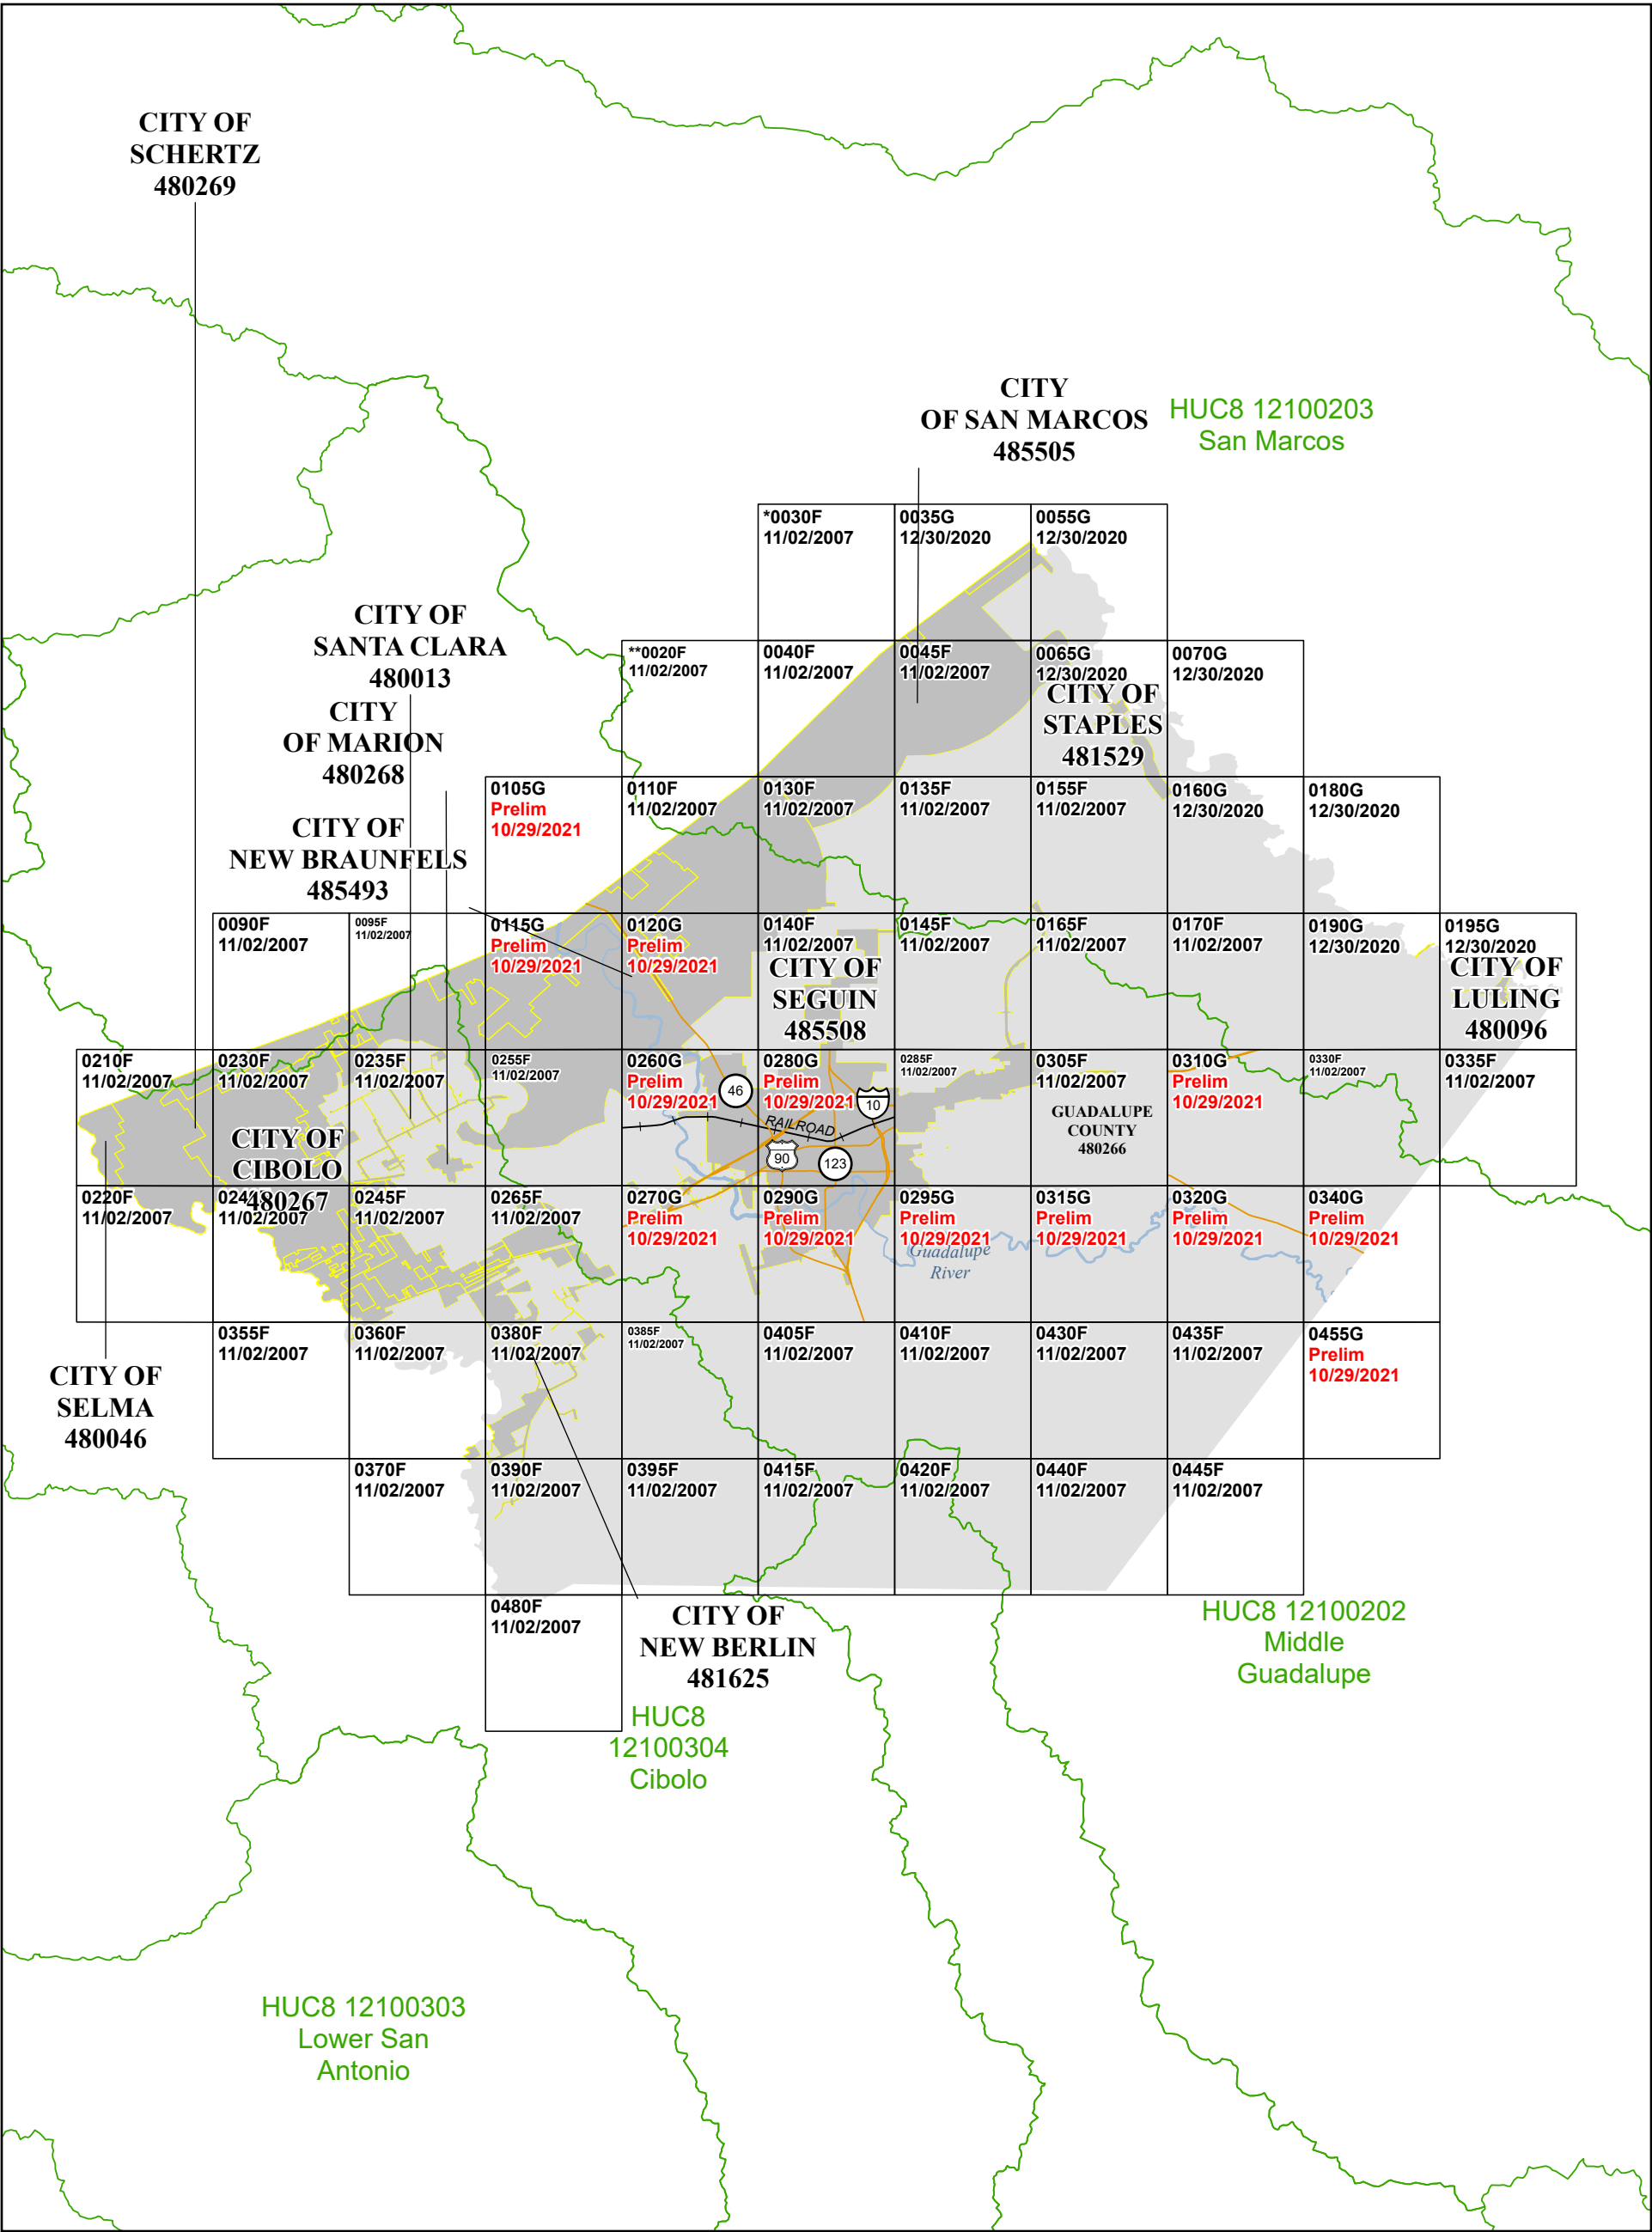 CITY OF
SCHERTZ
480269
CITY
OF SAN MARCOS
485505
HUC8 12100203
San Marcos
*0030F
11/02/2007
0035G
12/30/2020
0055G
12/30/2020
CITY OF
SANTA CLARA
480013
**0020F
11/02/2007
0040F
11/02/2007
0045F
11/02/2007
0065G
12/30/2020
0070G
12/30/2020
CITY OF
STAPLES
481529
CITY
OF MARION
480268
0105G
Prelim
10/29/2021
0110F
11/02/2007
0130F
11/02/2007
0135F
11/02/2007
0155F
11/02/2007
0160G
12/30/2020
0180G
12/30/2020
CITY OF
NEW BRAUNFELS
485493
0090F
11/02/2007
0095F
11/02/2007
0115G
Prelim
10/29/2021
0120G
Prelim
10/29/2021
0140F
11/02/2007
CITY OF
SEGUIN
485508
0145F
11/02/2007
0165F
11/02/2007
0170F
11/02/2007
0190G
12/30/2020
0195G
12/30/2020
CITY OF
LULING
480096
0210F
11/02/2007
0230F
11/02/2007
0235F
11/02/2007
0255F
11/02/2007
0260G
Prelim
10/29/2021
46
0280G
Prelim
10/29/2021
10
RAILROAD
90
123
0285F
11/02/2007
0305F
11/02/2007
GUADALUPE
COUNTY
480266
0310G
Prelim
10/29/2021
0330F
11/02/2007
0335F
11/02/2007
CITY OF
CIBOLO
480267
0220F
11/02/2007
11/02/2007
0245F
11/02/2007
0265F
11/02/2007
0270G
Prelim
10/29/2021
0290G
Prelim
10/29/2021
0295G
Prelim
10/29/2021
Guadalupe
River
0315G
Prelim
10/29/2021
0320G
Prelim
10/29/2021
0340G
Prelim
10/29/2021
0355F
11/02/2007
0360F
11/02/2007
0380F
11/02/2007
0385F
11/02/2007
0405F
11/02/2007
0410F
11/02/2007
0430F
11/02/2007
0435F
11/02/2007
0455G
Prelim
10/29/2021
CITY OF
SELMA
480046
0370F
11/02/2007
0390F
11/02/2007
0395F
11/02/2007
0415F
11/02/2007
0420F
11/02/2007
0440F
11/02/2007
0445F
11/02/2007
0480F
11/02/2007
CITY OF
NEW BERLIN
481625
HUC8 12100202
Middle
Guadalupe
HUC8
12100304
Cibolo
HUC8 12100303
Lower San
Antonio